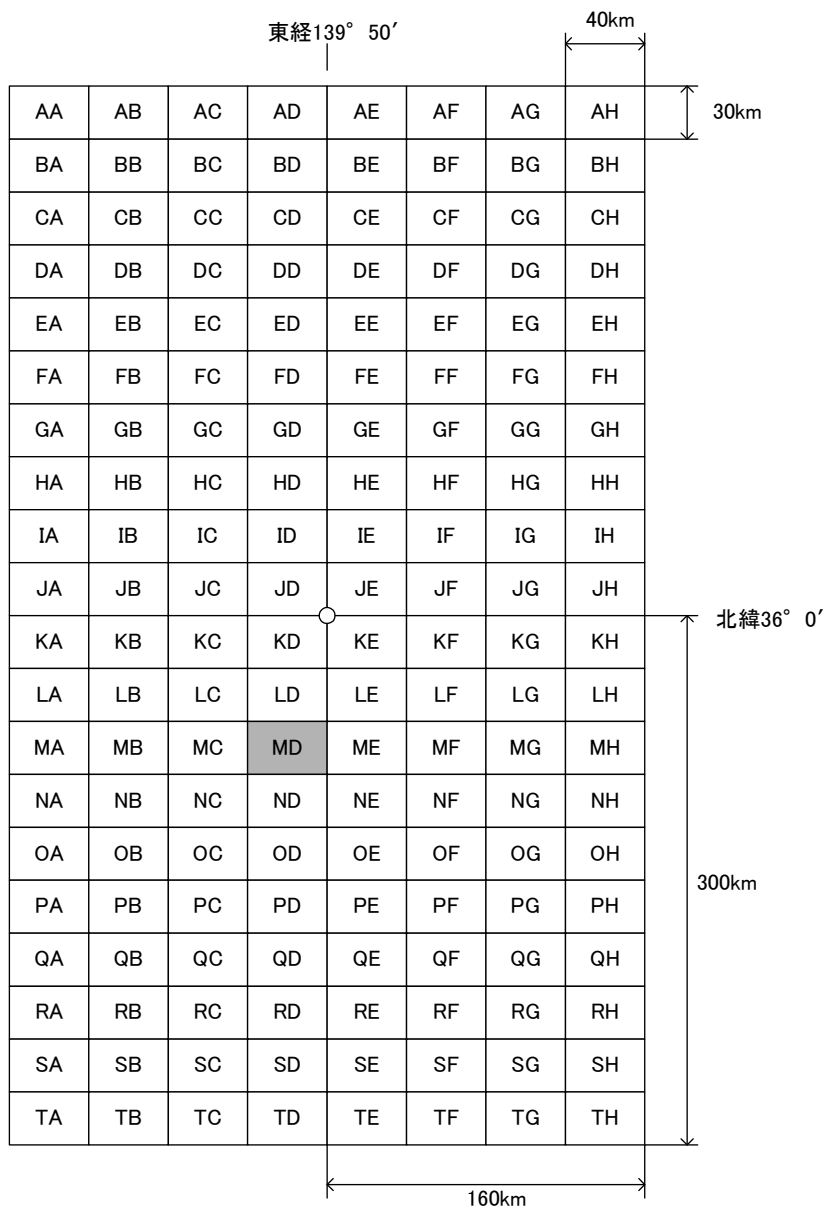 東経139°50′
40km
AA AB AC AD AE AF AG AH
30km
BA BB BC BD BE BF BG BH
CA CB CC CD CE CF CG CH
DA DB DC DD DE DF DG DH
EA EB EC ED EE EF EG EH
FA FB FC FD FE FF FG FH
GA GB GC GD GE GF GG GH
HA HB HC HD HE HF HG HH
IA IB IC ID IE IF IG IH
JA JB JC JD JE JF JG JH
北緯36°0′
KA KB KC KD KE KF KG KH
LA LB LC LD LE LF LG LH
MA MB MC MD ME MF MG MH
NA NB NC ND NE NF NG NH
OA OB OC OD OE OF OG OH
300km
PA PB PC PD PE PF PG PH
QA QB QC QD QE QF QG QH
RA RB RC RD RE RF RG RH
SA SB SC SD SE SF SG SH
TA TB TC TD TE TF TG TH
160km